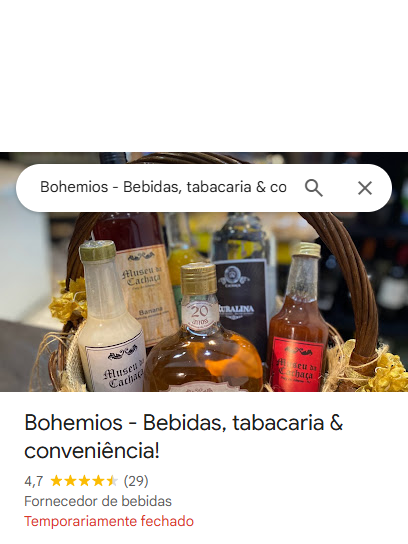 Bohemios - Bebidas, tabacaria & co
Museu da
Cachaça
Banana
Museu da
Cachaça
20
anos
Museu da
Cachaça
Bohemios - Bebidas, tabacaria &
conveniência!
4,7 (29)
Fornecedor de bebidas
Temporariamente fechado